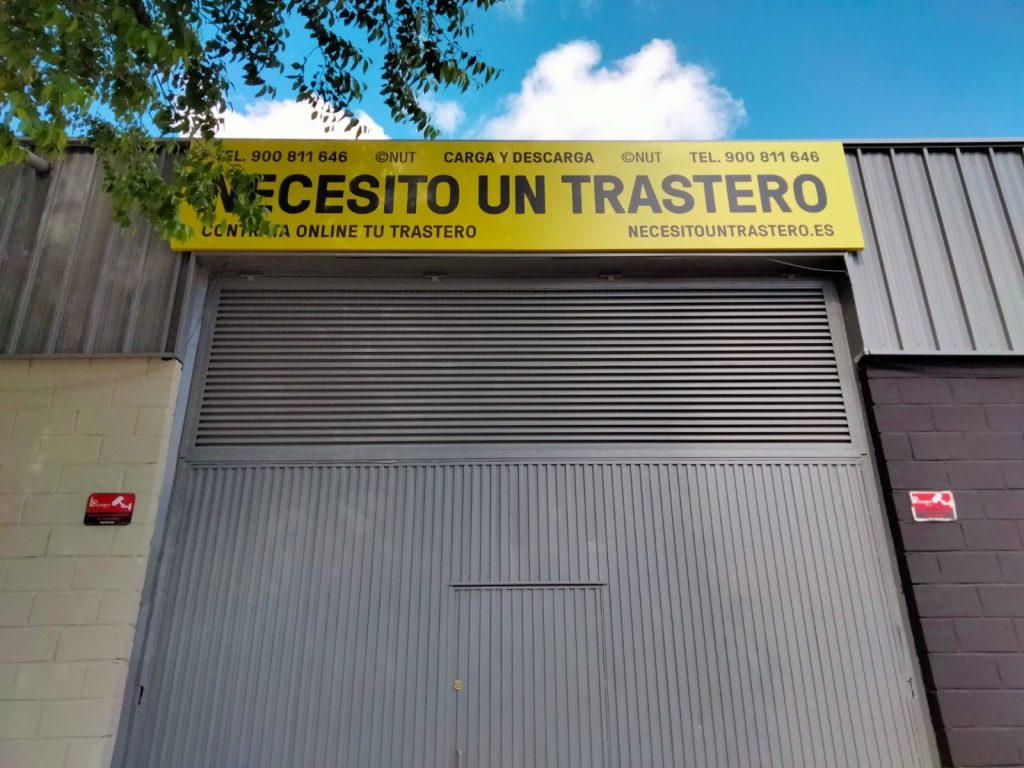 TEL. 900 811 646 ©NUT CARGA Y DESCARGA ©NUT TEL. 900 811 646
NECESITO UN TRASTERO
CONTRATA ONLINE TU TRASTERO NECESITOUNTRASTERO.ES